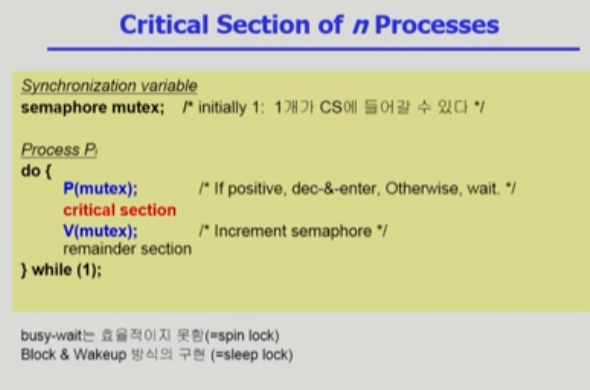 Critical Section of n Processes
Synchronization variable
semaphore mutex; /* initially 1: 1개가 CS에 들어갈 수 있다 */
Process Pi
do {
P(mutex); /* If positive, dec-&-enter, Otherwise, wait. */
critical section
V(mutex); /* Increment semaphore */
remainder section
} while (1);
busy-wait는 효율적이지 못함(=spin lock)
Block & Wakeup 방식의 구현 (=sleep lock)